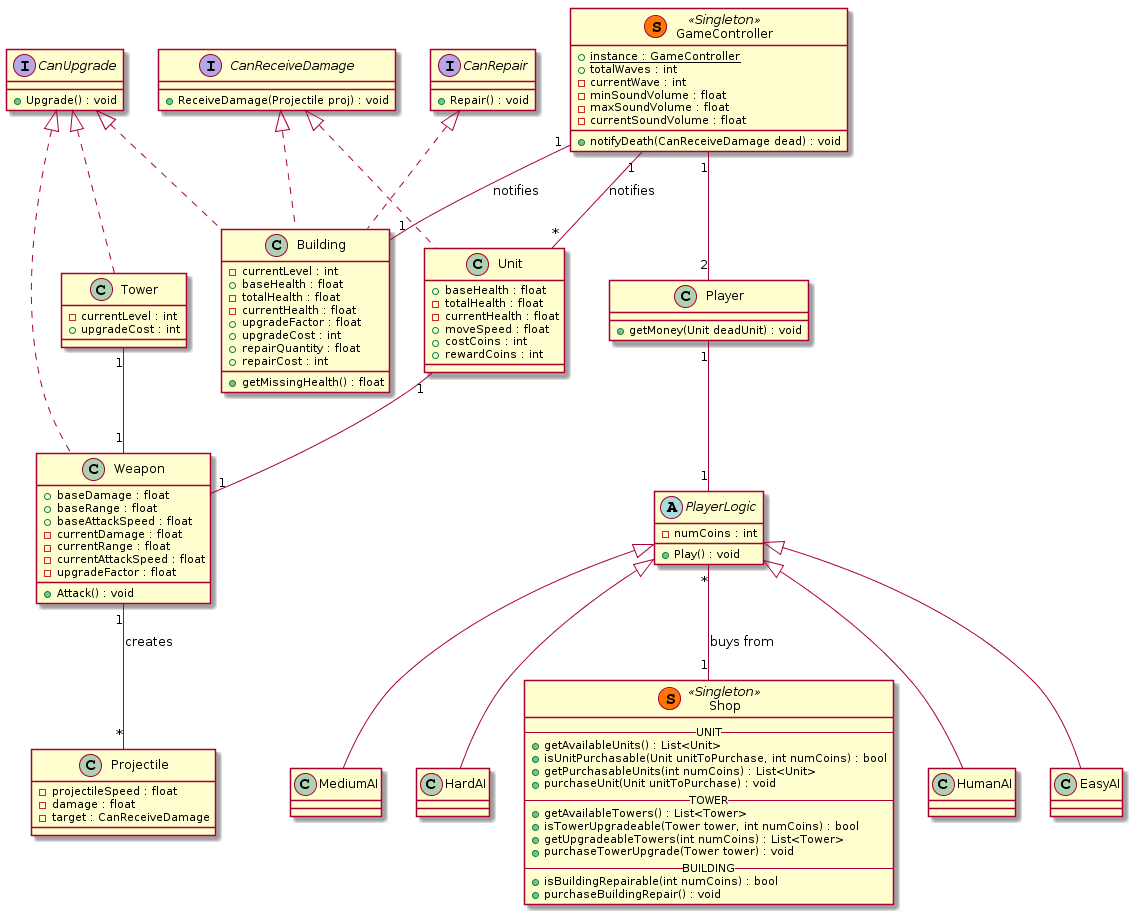 I CanUpgrade
Upgrade() : void
I CanReceiveDamage
ReceiveDamage(Projectile proj) : void
I CanRepair
Repair() : void
«Singleton»
S GameController
instance : GameController
totalWaves : int
currentWave : int
minSoundVolume : float
maxSoundVolume : float
currentSoundVolume : float
notifyDeath(CanReceiveDamage dead) : void
1
notifies
1
1
notifies
*
1
2
C Tower
currentLevel : int
upgradeCost : int
C Building
currentLevel : int
baseHealth : float
totalHealth : float
currentHealth : float
upgradeFactor : float
upgradeCost : int
repairQuantity : float
repairCost : int
getMissingHealth() : float
C Unit
baseHealth : float
totalHealth : float
currentHealth : float
moveSpeed : float
costCoins : int
rewardCoins : int
C Player
getMoney(Unit deadUnit) : void
1
1
1
1
1
1
C Weapon
baseDamage : float
baseRange : float
baseAttackSpeed : float
currentDamage : float
currentRange : float
currentAttackSpeed : float
upgradeFactor : float
Attack() : void
A PlayerLogic
numCoins : int
Play() : void
1
creates
*
*
buys from
1
C Projectile
projectileSpeed : float
damage : float
target : CanReceiveDamage
C MediumAI
C HardAI
«Singleton»
S Shop
UNIT
getAvailableUnits() : List<Unit>
isUnitPurchasable(Unit unitToPurchase, int numCoins) : bool
getPurchasableUnits(int numCoins) : List<Unit>
purchaseUnit(Unit unitToPurchase) : void
TOWER
getAvailableTowers() : List<Tower>
isTowerUpgradeable(Tower tower, int numCoins) : bool
getUpgradeableTowers(int numCoins) : List<Tower>
purchaseTowerUpgrade(Tower tower) : void
BUILDING
isBuildingRepairable(int numCoins) : bool
purchaseBuildingRepair() : void
C HumanAI
C EasyAI